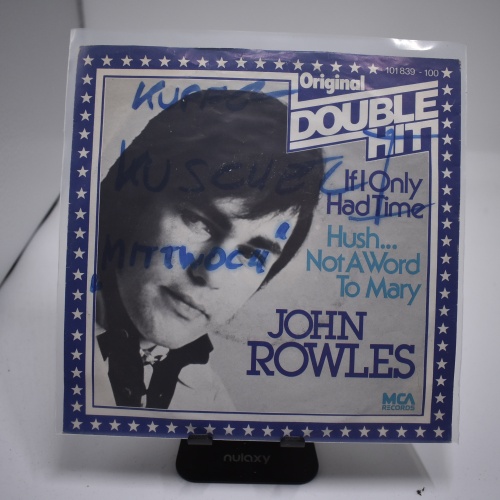 101 839 - 100
Original
DOUBLE
HIT!
If I Only
Had Time
Hush...
Not A Word
To Mary
JOHN
ROWLES
MCA
RECORDS
"MITTWOCH"
nulaxy